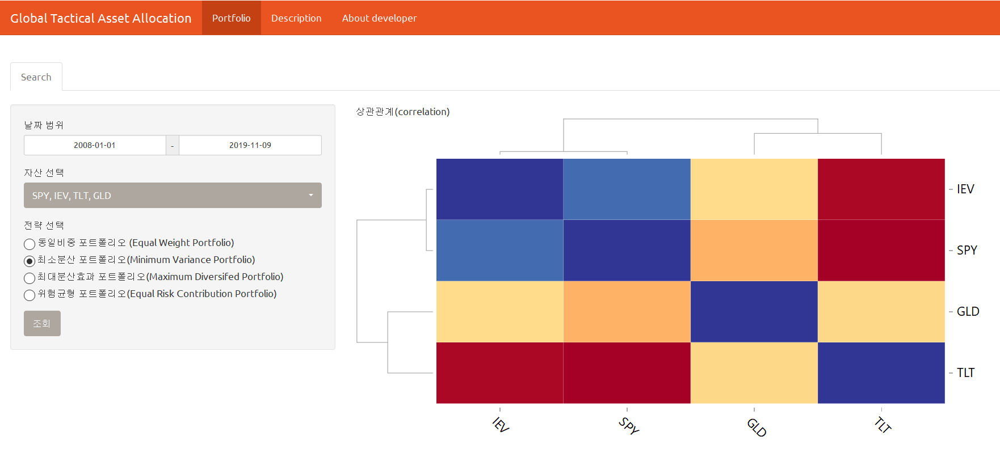 Global Tactical Asset Allocation Portfolio Description About developer
Search
날짜 범위
2008-01-01 - 2019-11-09
자산 선택
SPY, IEV, TLT, GLD
전략 선택
동일비중 포트폴리오 (Equal Weight Portfolio)
최소분산 포트폴리오(Minimum Variance Portfolio)
최대분산효과 포트폴리오(Maximum Diversifed Portfolio)
위험균형 포트폴리오(Equal Risk Contribution Portfolio)
조회
상관관계(correlation)
IEV
SPY
GLD
TLT
IEV SPY GLD TLT